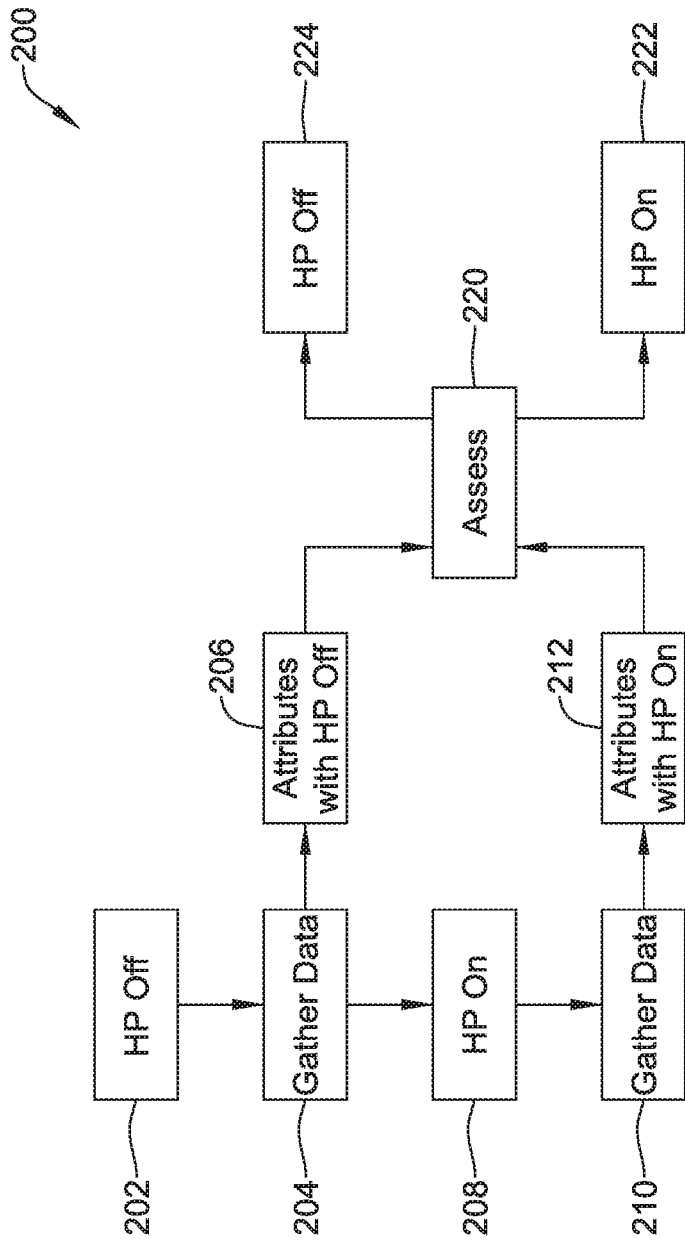 200
202
HP Off
204
Gather Data
206
Attributes
with HP Off
208
HP On
210
Gather Data
212
Attributes
with HP On
220
Assess
224
HP Off
222
HP On